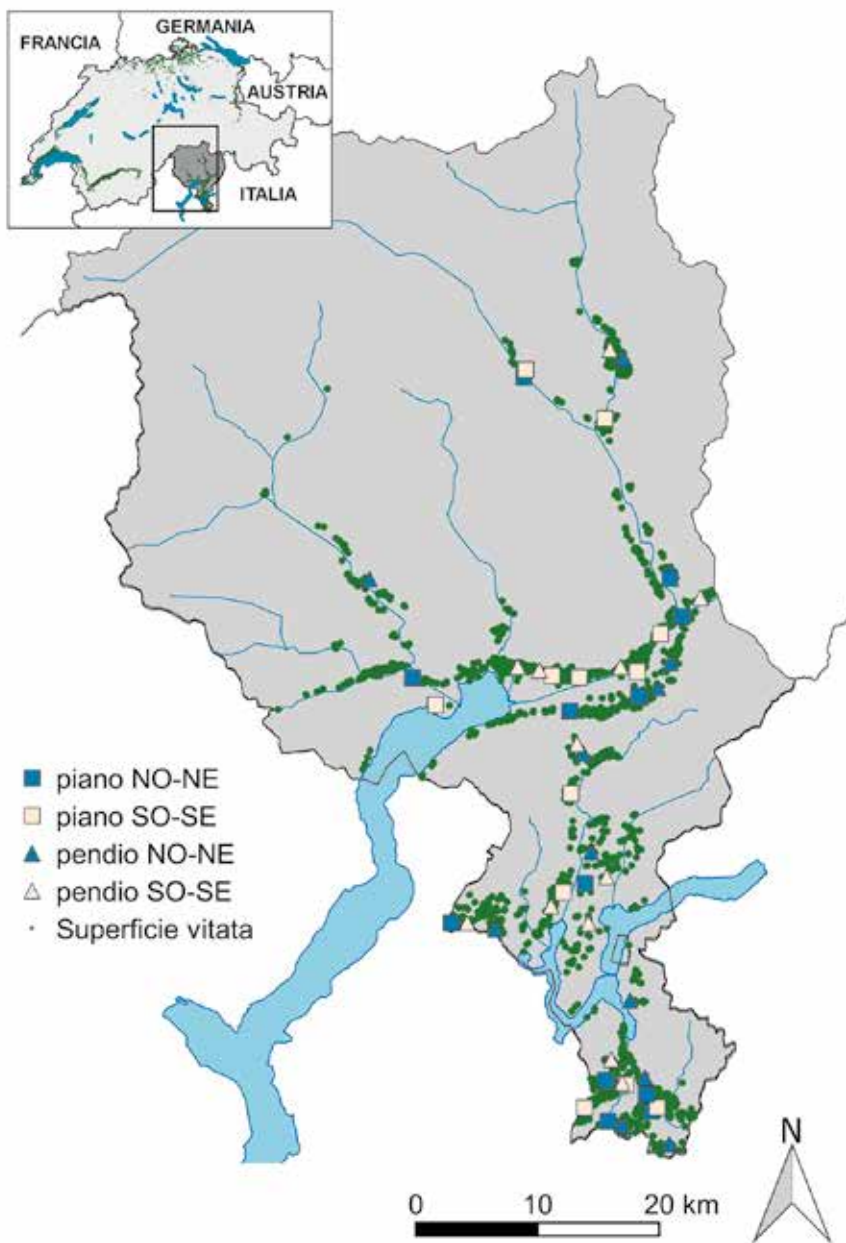 GERMANIA
FRANCIA
AUSTRIA
ITALIA
piano NO-NE
piano SO-SE
pendio NO-NE
pendio SO-SE
Superficie vitata
N
0 10 20 km